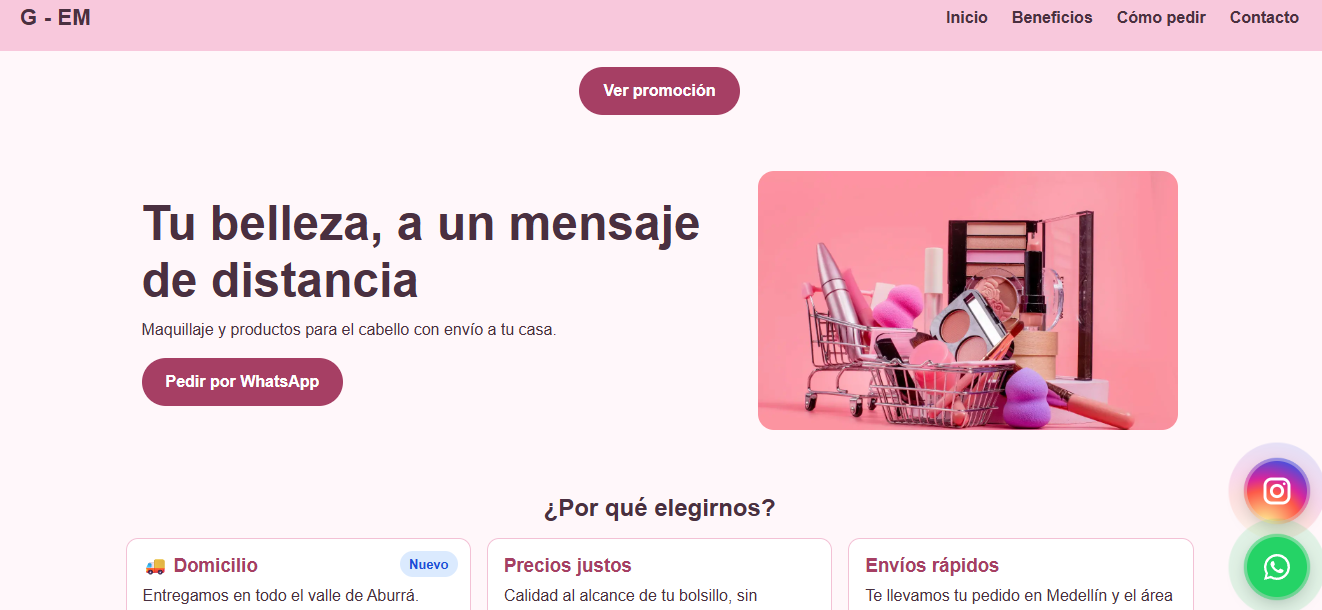 G - EM
Inicio
Beneficios
Cómo pedir
Contacto
Ver promoción
Tu belleza, a un mensaje
de distancia
Maquillaje y productos para el cabello con envío a tu casa.
Pedir por WhatsApp
¿Por qué elegirnos?
🚚 Domicilio
Nuevo
Entregamos en todo el valle de Aburrá.
Precios justos
Calidad al alcance de tu bolsillo, sin
Envíos rápidos
Te llevamos tu pedido en Medellín y el área